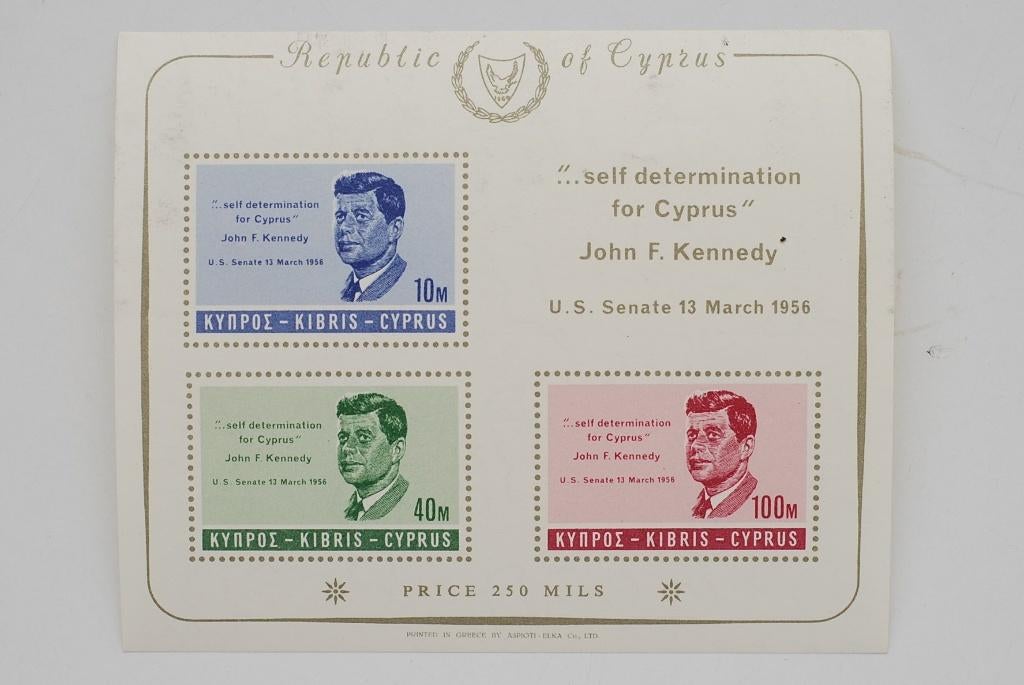 Republic of Cyprus
1960
"..self determination
for Cyprus"
John F. Kennedy
U.S. Senate 13 March 1956
10M
ΚΥΠΡΟΣ – KIBRIS – CYPRUS
"..self determination
for Cyprus"
John F. Kennedy
U.S. Senate 13 March 1956
"..self determination
for Cyprus"
John F. Kennedy
U.S. Senate 13 March 1956
40M
ΚΥΠΡΟΣ – KIBRIS – CYPRUS
"..self determination
for Cyprus"
John F. Kennedy
U.S. Senate 13 March 1956
100M
ΚΥΠΡΟΣ – KIBRIS – CYPRUS
PRICE 250 MILS
PRINTED IN GREECE BY ASPIOTI-ELKA Co., LTD.